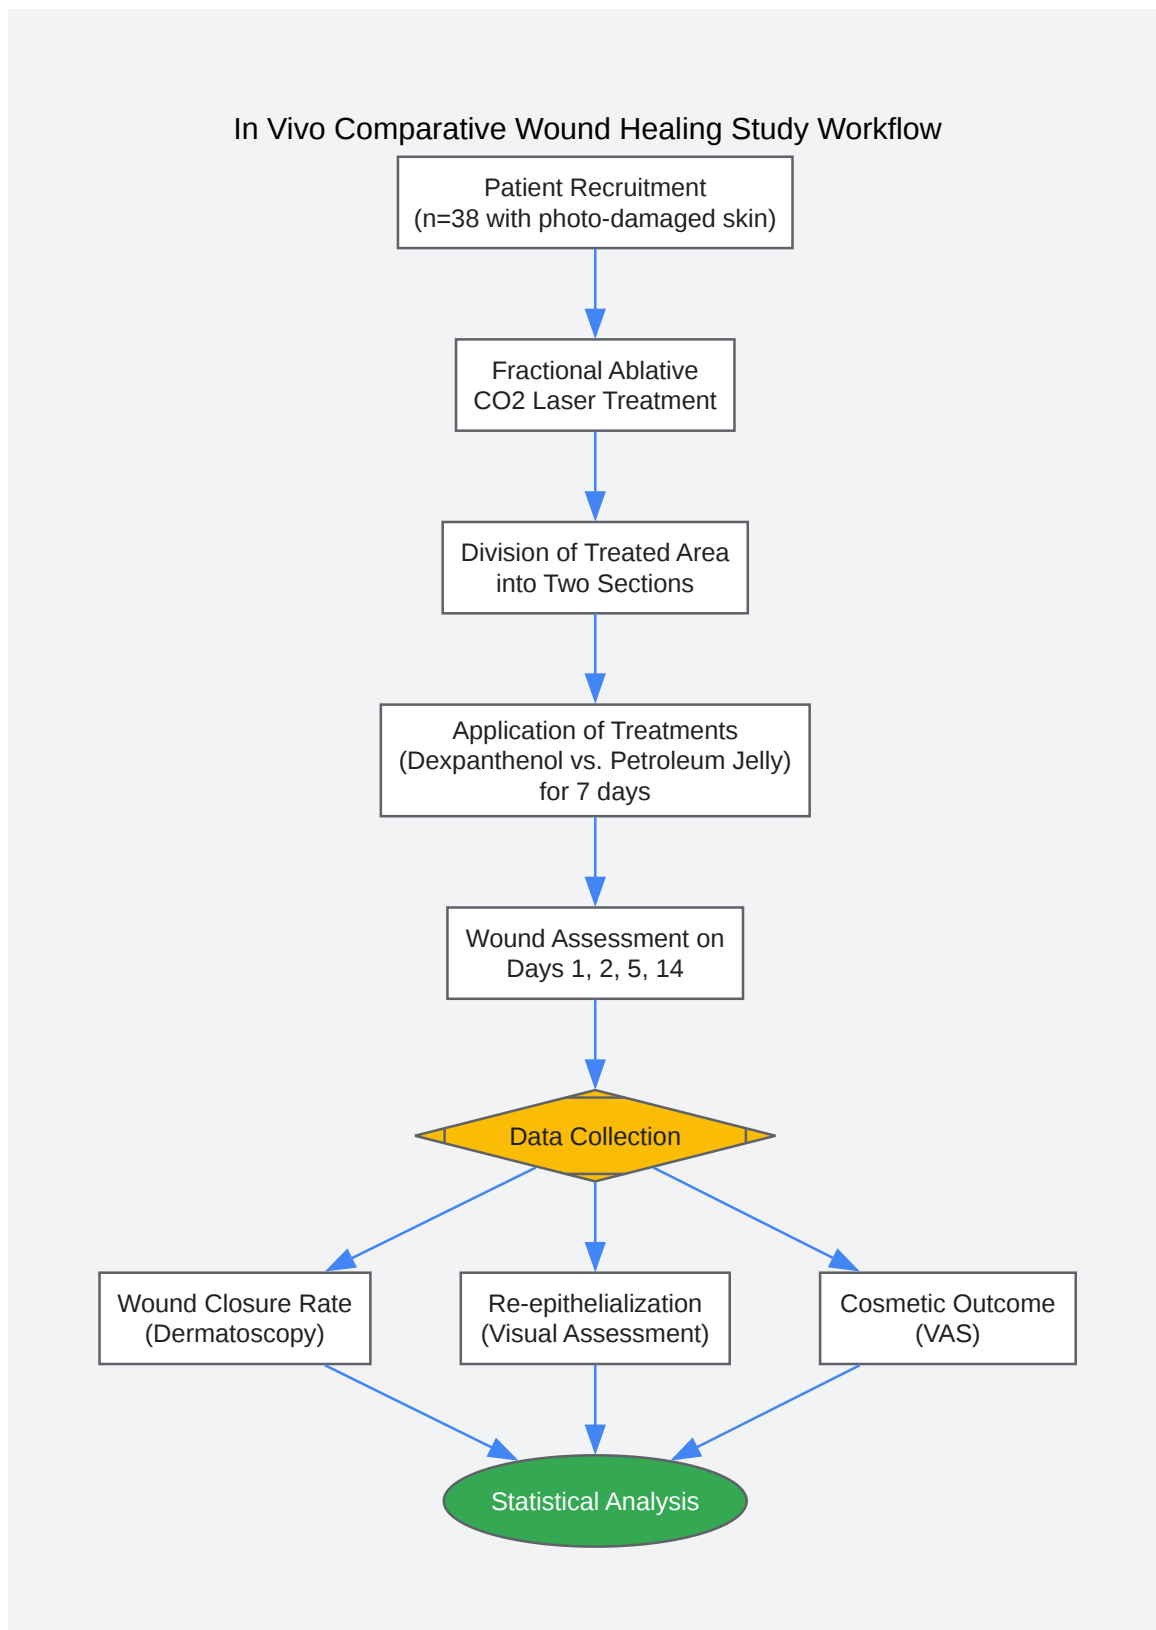 In Vivo Comparative Wound Healing Study Workflow
Patient Recruitment
(n=38 with photo-damaged skin)
Fractional Ablative
CO2 Laser Treatment
Division of Treated Area
into Two Sections
Application of Treatments
(Dexpanthenol vs. Petroleum Jelly)
for 7 days
Wound Assessment on
Days 1, 2, 5, 14
Data Collection
Wound Closure Rate
(Dermatoscopy)
Re-epithelialization
(Visual Assessment)
Cosmetic Outcome
(VAS)
Statistical Analysis